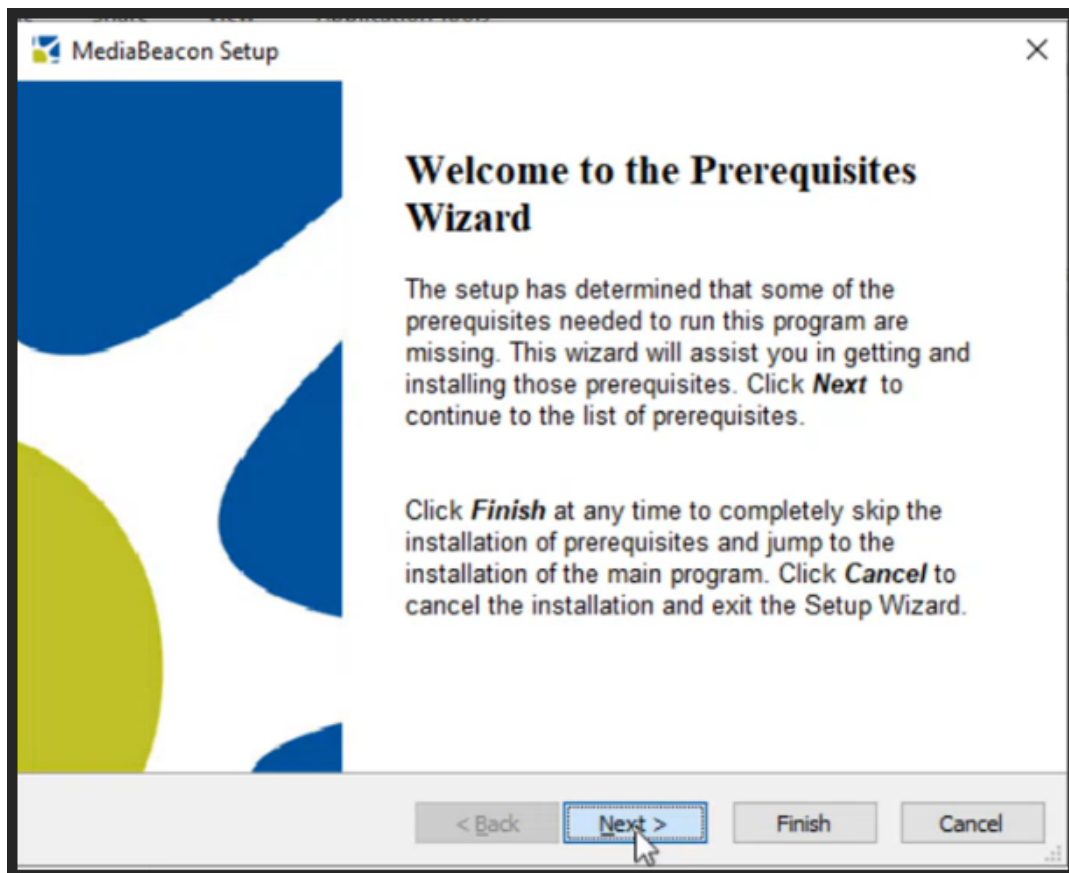 MediaBeacon Setup
Welcome to the Prerequisites
Wizard
The setup has determined that some of the
prerequisites needed to run this program are
missing. This wizard will assist you in getting and
installing those prerequisites. Click Next to
continue to the list of prerequisites.
Click Finish at any time to completely skip the
installation of prerequisites and jump to the
installation of the main program. Click Cancel to
cancel the installation and exit the Setup Wizard.
< Back Next > Finish Cancel